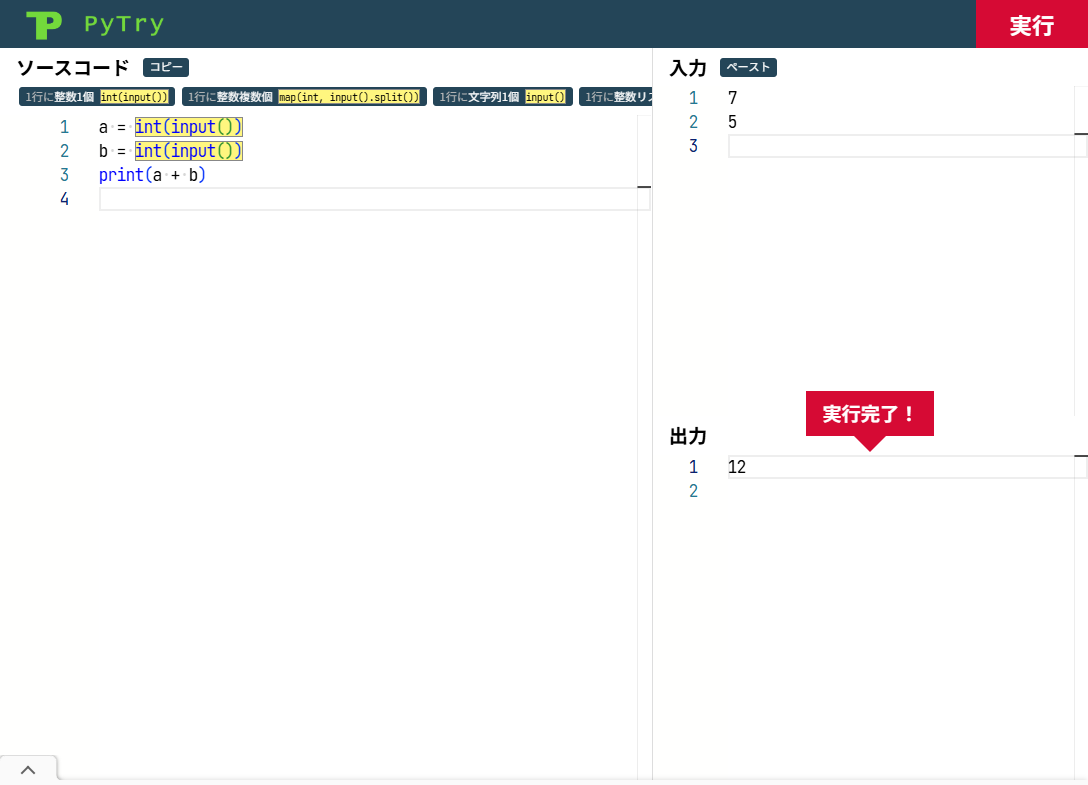 PyTry
実行
ソースコード コピー
1行に整数1個 int(input()) 1行に整数複数個 map(int, input().split()) 1行に文字列1個 input() 1行に整数リス
1 a = int(input())
2 b = int(input())
3 print(a + b)
4
入力 ペースト
1 7
2 5
3
実行完了！
出力
1 12
2